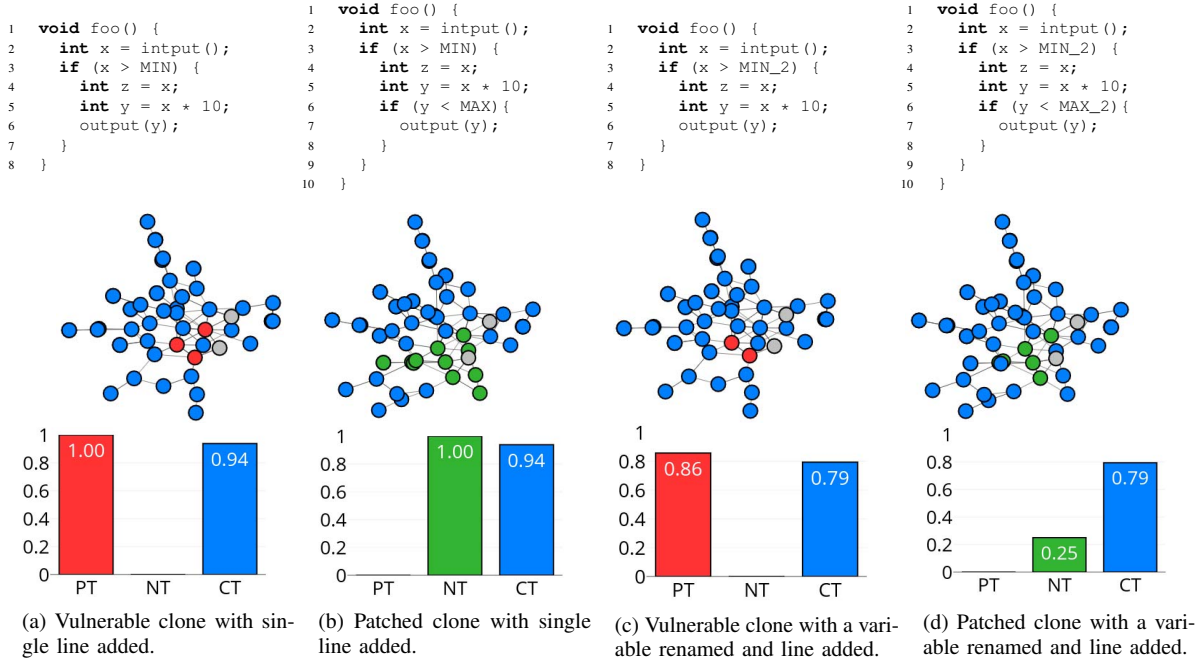 1 void foo() {
2 int x = intput();
3 if (x > MIN) {
4 int z = x;
5 int y = x * 10;
6 output(y);
7 }
8 }
1 void foo() {
2 int x = intput();
3 if (x > MIN) {
4 int z = x;
5 int y = x * 10;
6 if (y < MAX){
7 output(y);
8 }
9 }
10 }
1 void foo() {
2 int x = intput();
3 if (x > MIN_2) {
4 int z = x;
5 int y = x * 10;
6 output(y);
7 }
8 }
1 void foo() {
2 int x = intput();
3 if (x > MIN_2) {
4 int z = x;
5 int y = x * 10;
6 if (y < MAX_2){
7 output(y);
8 }
9 }
10 }
1
0.8
0.6
0.4
0.2
0
1.00
0.94
PT NT CT
(a) Vulnerable clone with sin-
gle line added.
1
0.8
0.6
0.4
0.2
0
1.00
0.94
PT NT CT
(b) Patched clone with single
line added.
1
0.8
0.6
0.4
0.2
0
0.86
0.79
PT NT CT
(c) Vulnerable clone with a vari-
able renamed and line added.
1
0.8
0.6
0.4
0.2
0
0.25
0.79
PT NT CT
(d) Patched clone with a vari-
able renamed and line added.